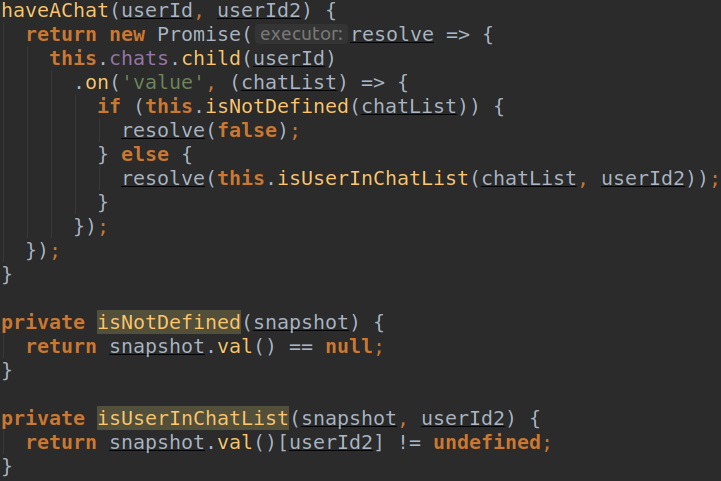 haveAChat(userId, userId2) {
  return new Promise( executor: resolve => {
    this.chats.child(userId)
      .on('value', (chatList) => {
        if (this.isNotDefined(chatList)) {
          resolve(false);
        } else {
          resolve(this.isUserInChatList(chatList, userId2));
        }
      });
  });
}
private isNotDefined(snapshot) {
  return snapshot.val() == null;
}
private isUserInChatList(snapshot, userId2) {
  return snapshot.val()[userId2] != undefined;
}